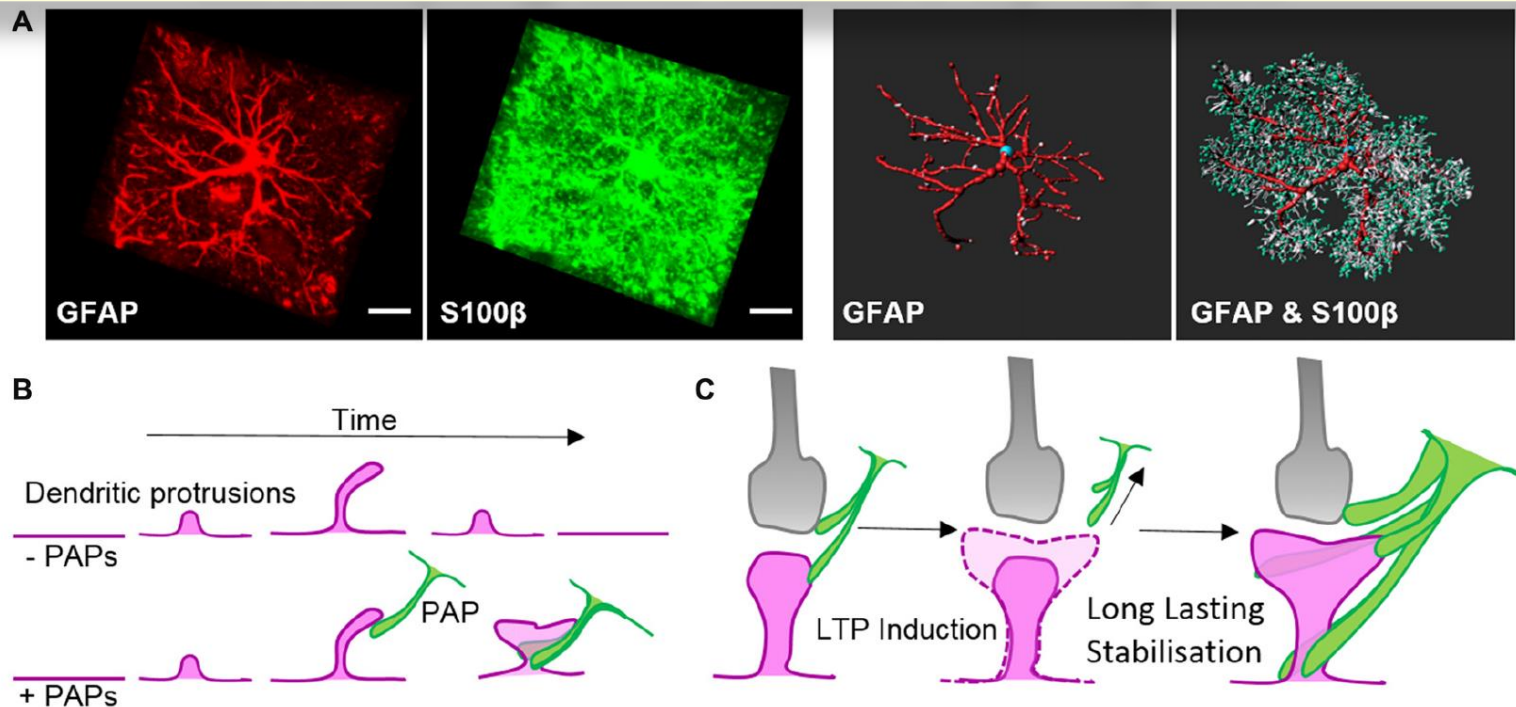 A
GFAP
S100β
GFAP
GFAP & S100β
B
Time
Dendritic protrusions
- PAPs
PAP
+ PAPs
C
LTP Induction
Long Lasting
Stabilisation